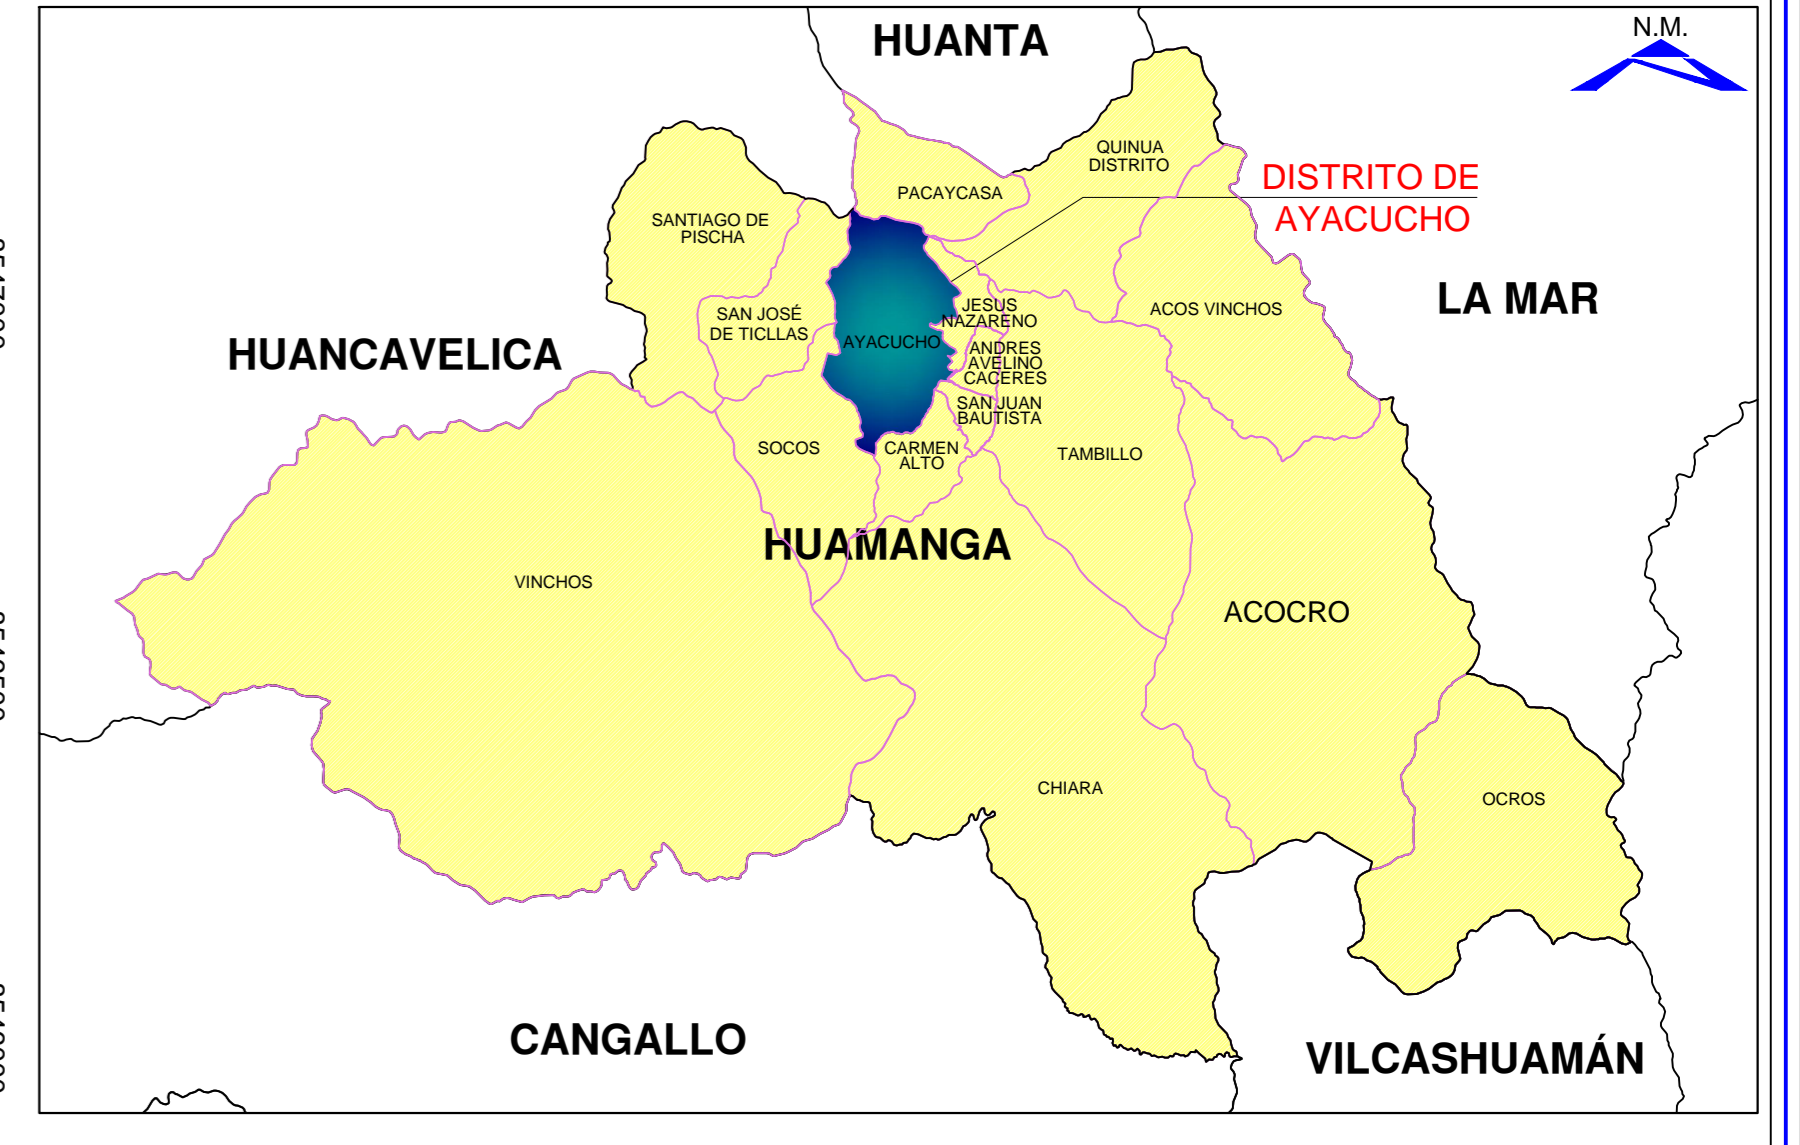 HUANTA
N.M.
QUINUA
DISTRITO
DISTRITO DE
AYACUCHO
PACAYCASA
SANTIAGO DE
PISCHA
LA MAR
SAN JOSÉ
DE TICLLAS
JESUS
NAZARENO
ACOS VINCHOS
HUANCAVELICA
AYACUCHO
ANDRES
AVELINO
CACERES
SAN JUAN
BAUTISTA
SOCOS
CARMEN
ALTO
TAMBILLO
HUAMANGA
VINCHOS
ACOCRO
CHIARA
OCROS
CANGALLO
VILCASHUAMÁN